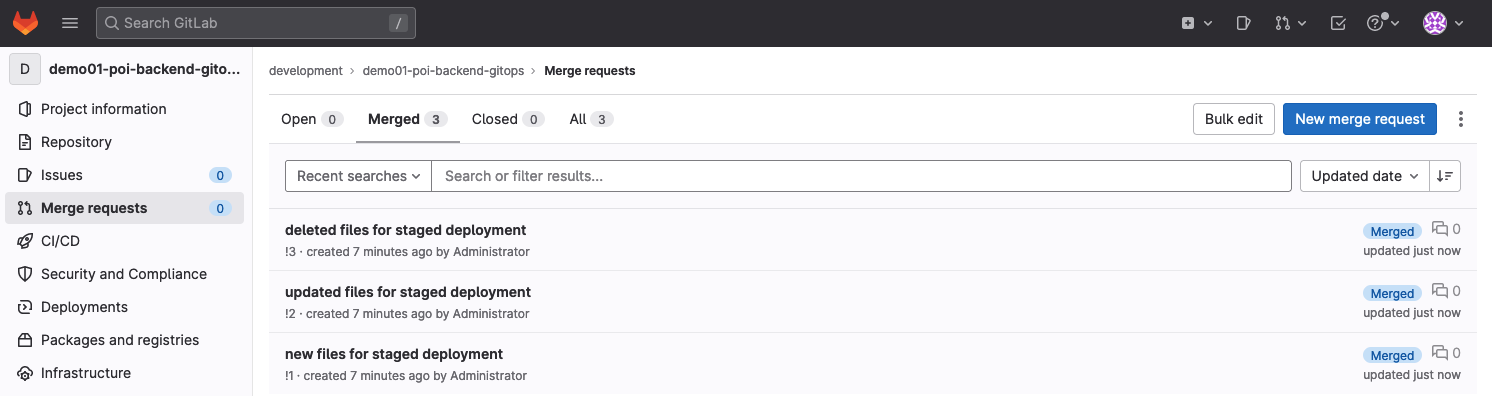 Search GitLab /
D demo01-poi-backend-gito...
Project information
Repository
Issues 0
Merge requests 0
CI/CD
Security and Compliance
Deployments
Packages and registries
Infrastructure
development › demo01-poi-backend-gitops › Merge requests
Open 0 Merged 3 Closed 0 All 3
Bulk edit New merge request
Recent searches Search or filter results... Updated date
deleted files for staged deployment Merged 0
!3 · created 7 minutes ago by Administrator updated just now
updated files for staged deployment Merged 0
!2 · created 7 minutes ago by Administrator updated just now
new files for staged deployment Merged 0
!1 · created 7 minutes ago by Administrator updated just now